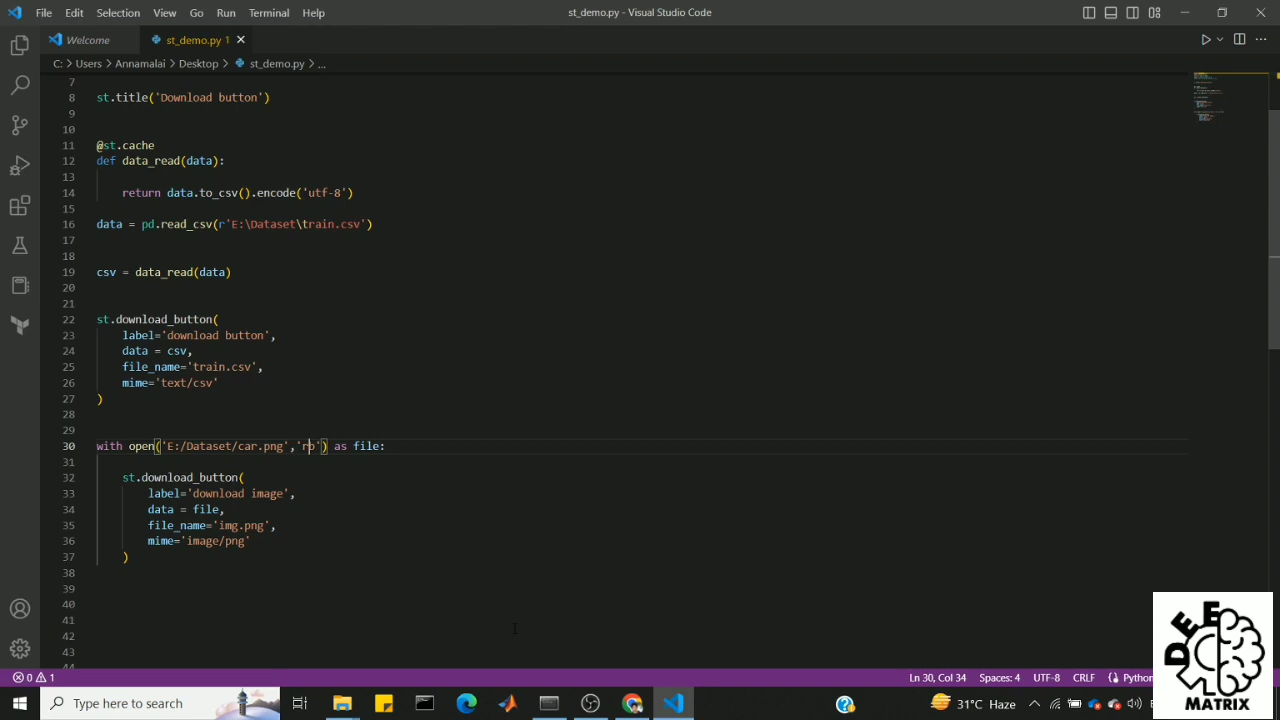 File Edit Selection View Go Run Terminal Help st_demo.py - Visual Studio Code
Welcome st_demo.py 1
C: > Users > Annamalai > Desktop > st_demo.py > ...
7
8 st.title('Download button')
9
10
11 @st.cache
12 def data_read(data):
13
14 return data.to_csv().encode('utf-8')
15
16 data = pd.read_csv(r'E:\Dataset\train.csv')
17
18
19 csv = data_read(data)
20
21
22 st.download_button(
23 label='download button',
24 data = csv,
25 file_name='train.csv',
26 mime='text/csv'
27 )
28
29
30 with open('E:/Dataset/car.png','rb') as file:
31
32 st.download_button(
33 label='download image',
34 data = file,
35 file_name='img.png',
36 mime='image/png'
37 )
38
39
40
41
42
43
44
DEE MATRIX
0 1 Ln 30, Col 34 Spaces: 4 UTF-8 CRLF Python
Type here to search 31°C Haze